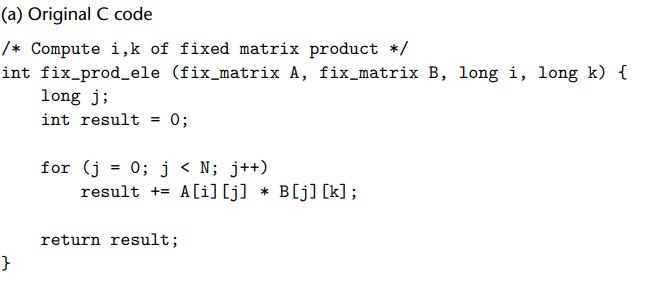 (a) Original C code
/* Compute i,k of fixed matrix product */
int fix_prod_ele (fix_matrix A, fix_matrix B, long i, long k) {
    long j;
    int result = 0;

    for (j = 0; j < N; j++)
        result += A[i][j] * B[j][k];

    return result;
}